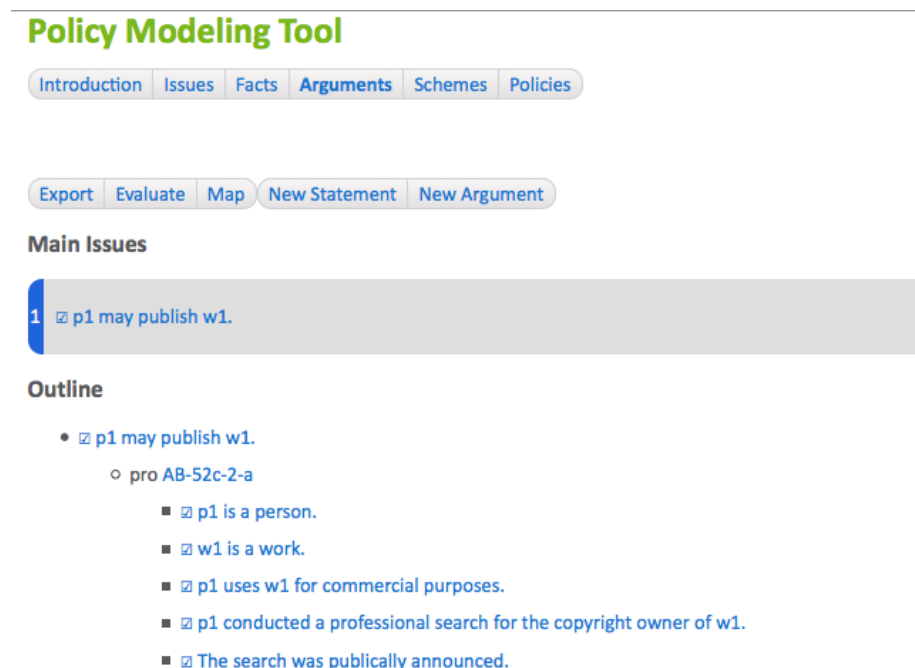 Policy Modeling Tool
Introduction Issues Facts Arguments Schemes Policies
Export Evaluate Map New Statement New Argument
Main Issues
1 ☑ p1 may publish w1.
Outline
• ☑ p1 may publish w1.
○ pro AB-52c-2-a
■ ☑ p1 is a person.
■ ☑ w1 is a work.
■ ☑ p1 uses w1 for commercial purposes.
■ ☑ p1 conducted a professional search for the copyright owner of w1.
■ ☑ The search was publically announced.